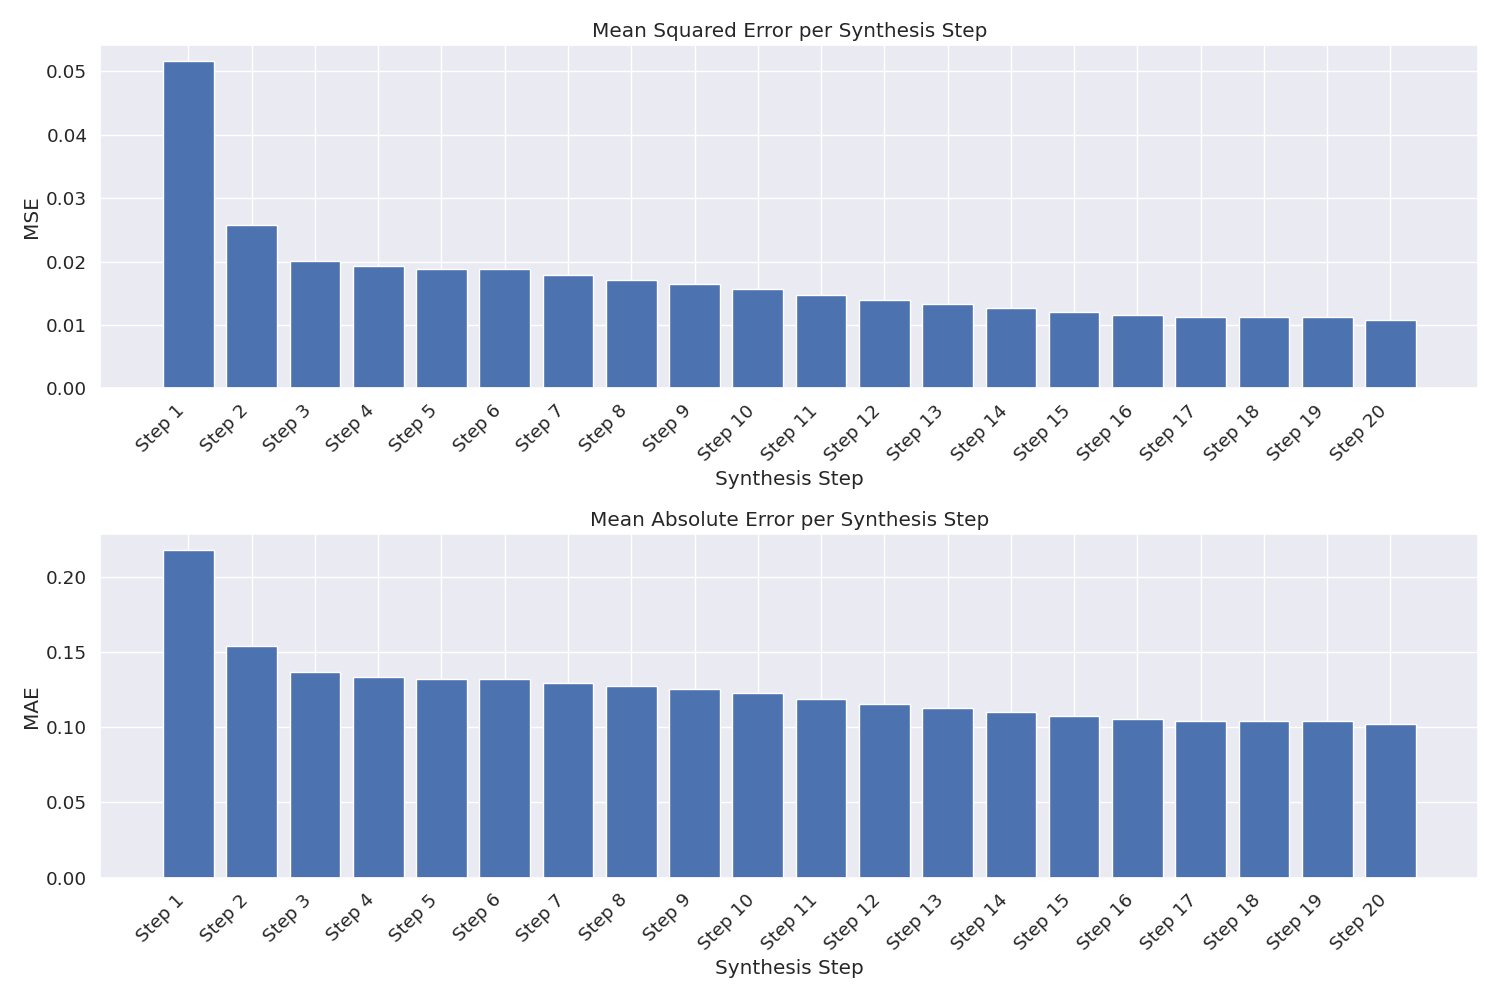 Mean Squared Error per Synthesis Step
MSE
0.05
0.04
0.03
0.02
0.01
0.00
Step 1
Step 2
Step 3
Step 4
Step 5
Step 6
Step 7
Step 8
Step 9
Step 10
Step 11
Step 12
Step 13
Step 14
Step 15
Step 16
Step 17
Step 18
Step 19
Step 20
Synthesis Step
Mean Absolute Error per Synthesis Step
MAE
0.20
0.15
0.10
0.05
0.00
Step 1
Step 2
Step 3
Step 4
Step 5
Step 6
Step 7
Step 8
Step 9
Step 10
Step 11
Step 12
Step 13
Step 14
Step 15
Step 16
Step 17
Step 18
Step 19
Step 20
Synthesis Step